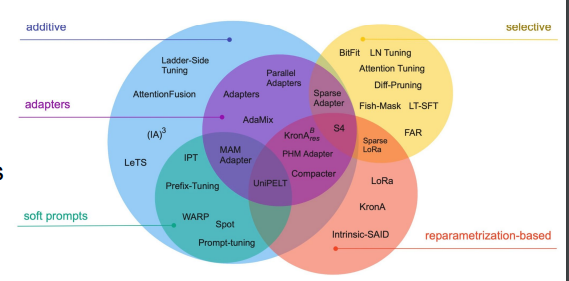 additive
selective
BitFit
LN Tuning
Ladder-Side
Tuning
Attention Tuning
Parallel
Adapters
Diff-Pruning
AttentionFusion
Adapters
Sparse
Adapter
Fish-Mask
LT-SFT
adapters
AdaMix
(IA)³
KronAᴮres
S4
FAR
MAM
Adapter
Sparse
LoRa
IPT
PHM Adapter
LeTS
Compacter
s
Prefix-Tuning
UniPELT
LoRa
KronA
soft prompts
WARP
Spot
Prompt-tuning
Intrinsic-SAID
reparametrization-based